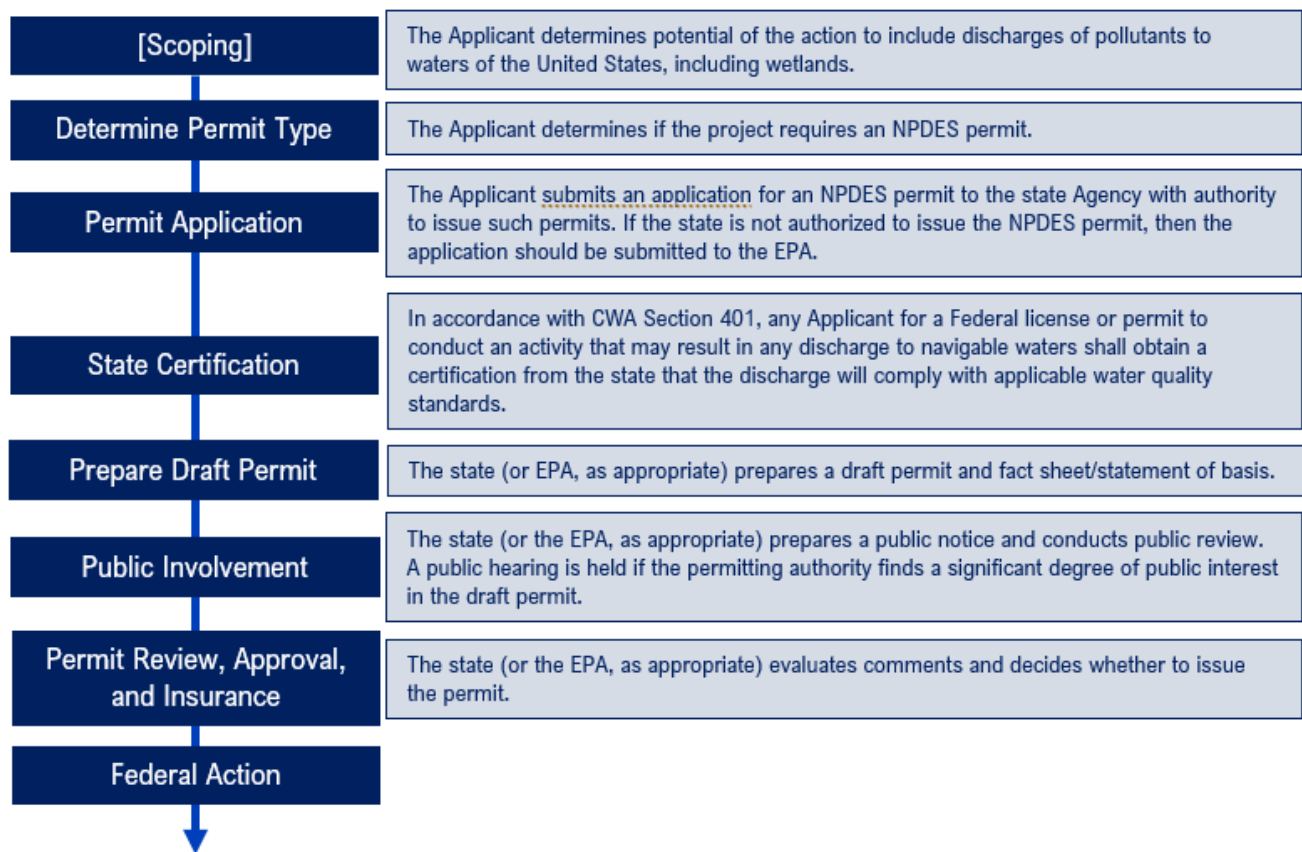 [Scoping]
The Applicant determines potential of the action to include discharges of pollutants to
waters of the United States, including wetlands.
Determine Permit Type
The Applicant determines if the project requires an NPDES permit.
Permit Application
The Applicant submits an application for an NPDES permit to the state Agency with authority
to issue such permits. If the state is not authorized to issue the NPDES permit, then the
application should be submitted to the EPA.
State Certification
In accordance with CWA Section 401, any Applicant for a Federal license or permit to
conduct an activity that may result in any discharge to navigable waters shall obtain a
certification from the state that the discharge will comply with applicable water quality
standards.
Prepare Draft Permit
The state (or EPA, as appropriate) prepares a draft permit and fact sheet/statement of basis.
Public Involvement
The state (or the EPA, as appropriate) prepares a public notice and conducts public review.
A public hearing is held if the permitting authority finds a significant degree of public interest
in the draft permit.
Permit Review, Approval,
and Insurance
The state (or the EPA, as appropriate) evaluates comments and decides whether to issue
the permit.
Federal Action